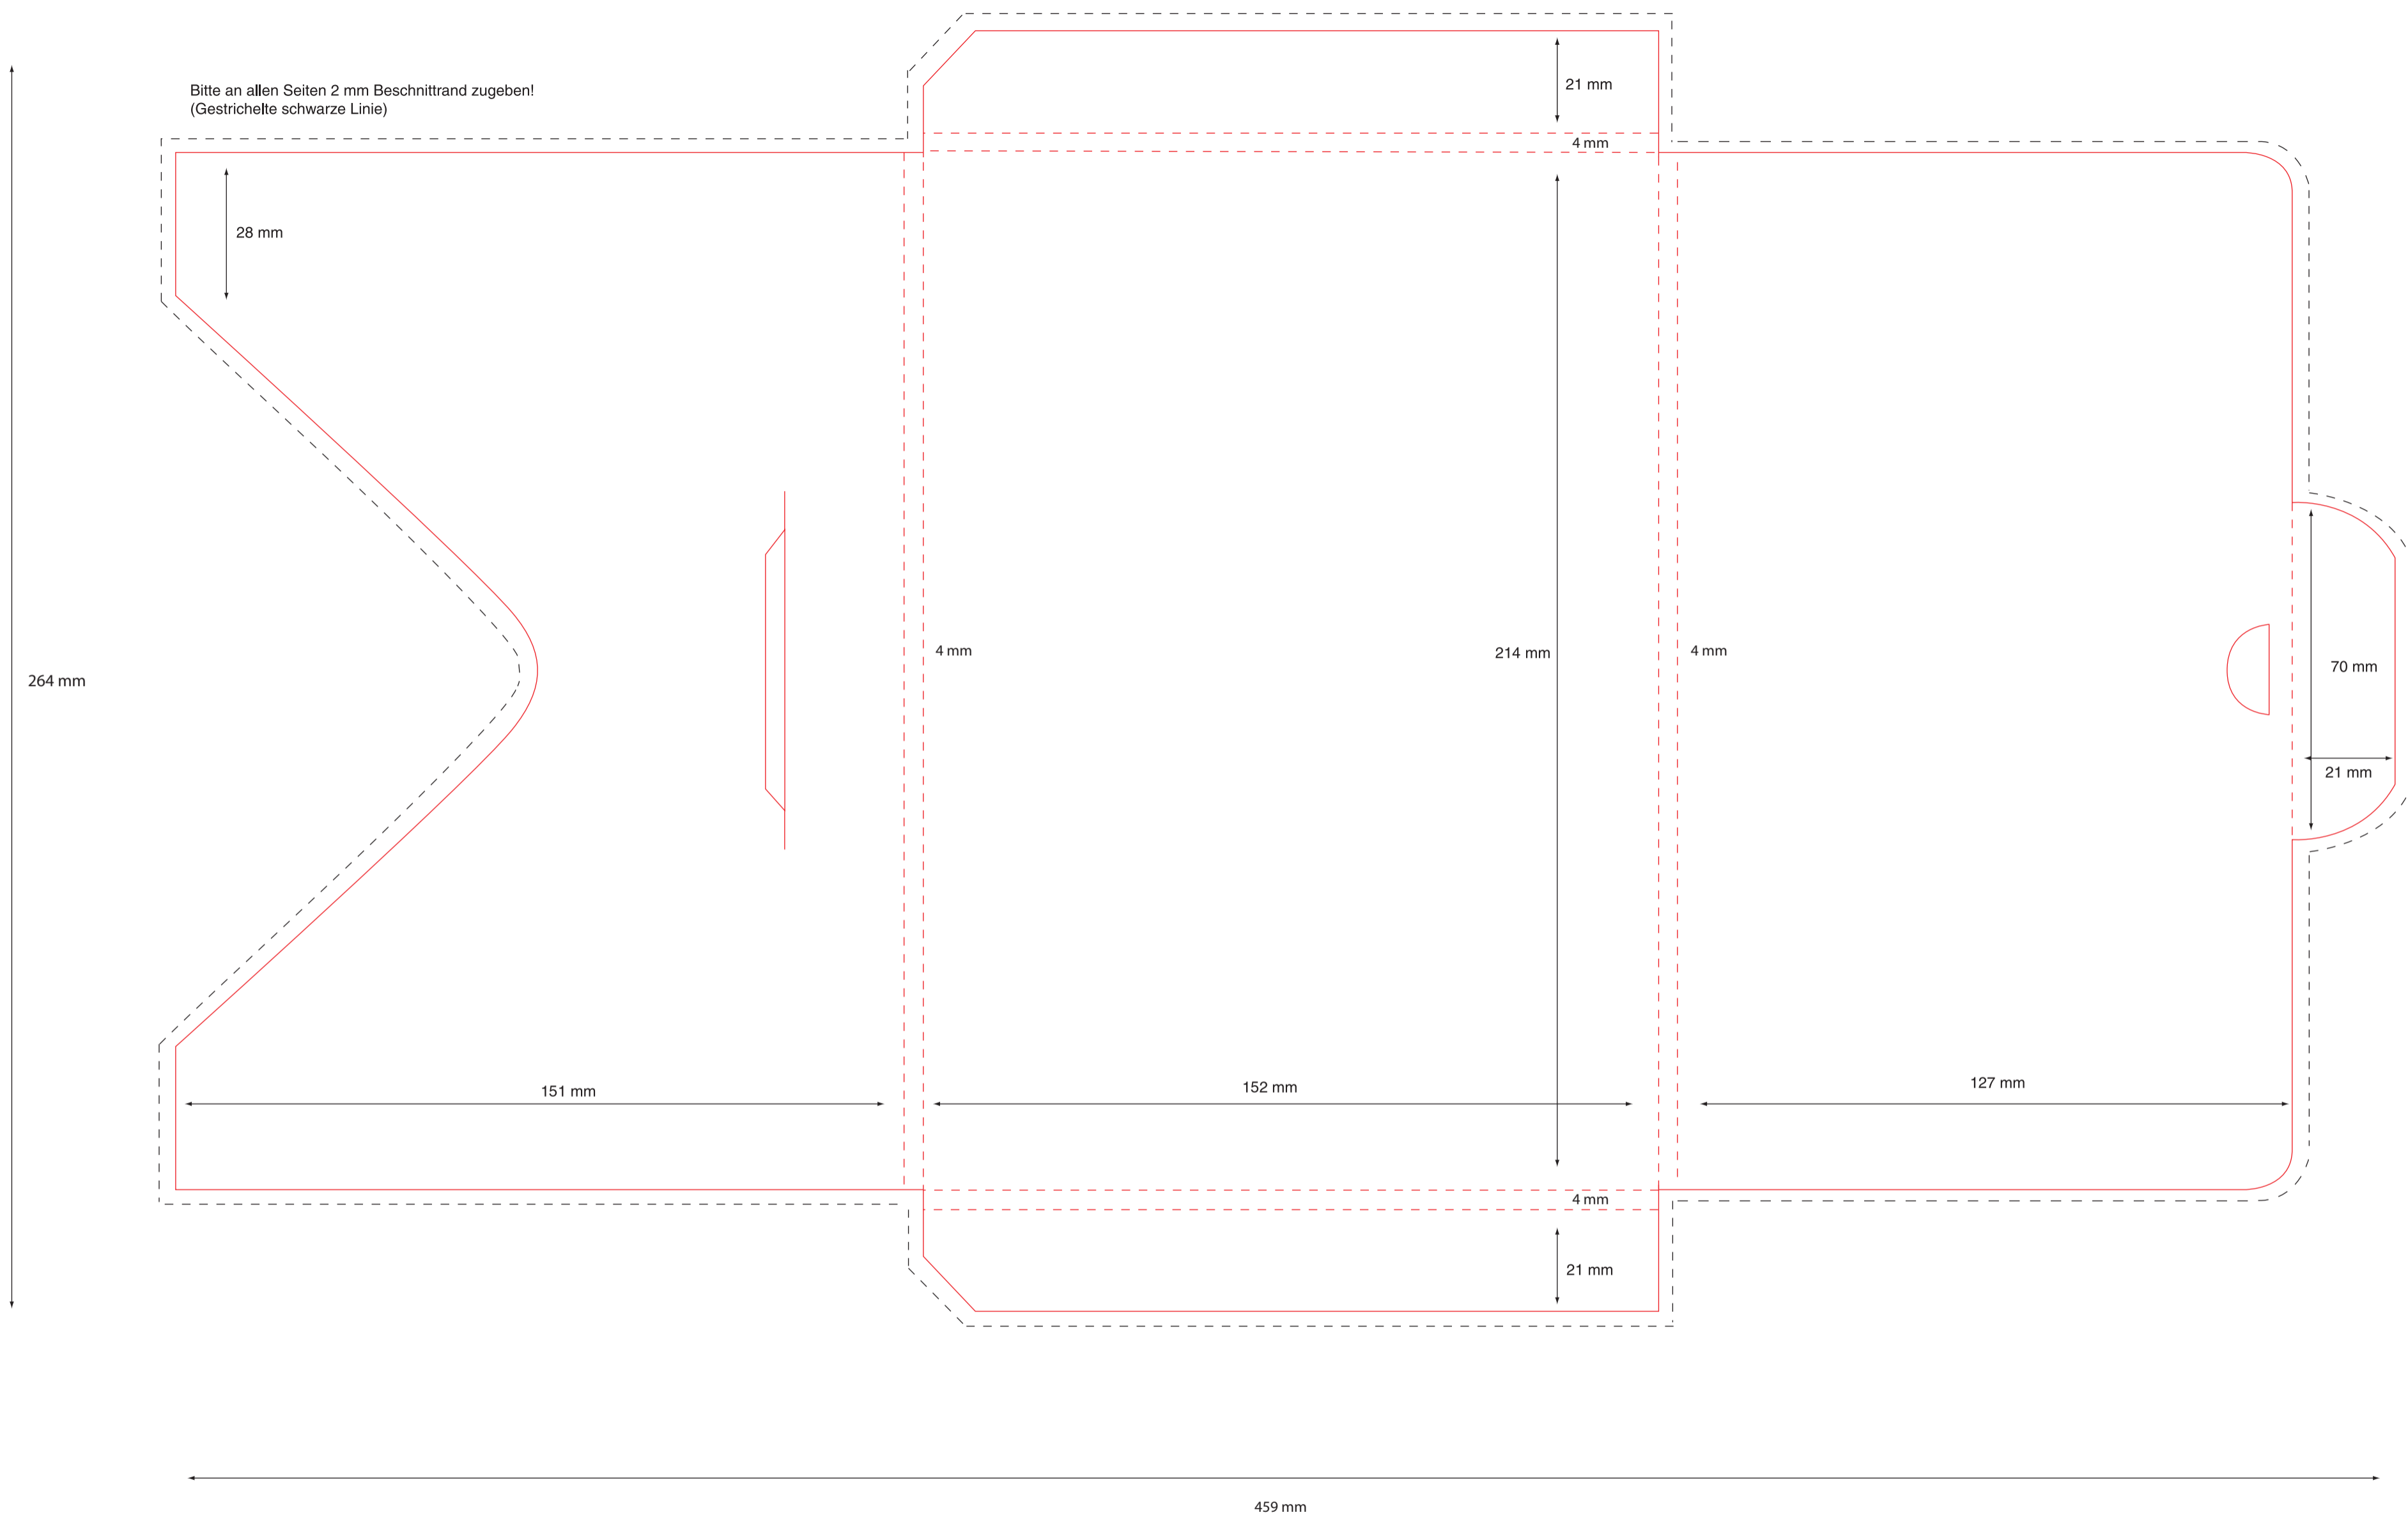 21 mm
Bitte an allen Seiten 2 mm Beschnittrand zugeben!
(Gestrichelte schwarze Linie)
4 mm
28 mm
4 mm
214 mm
4 mm
70 mm
264 mm
21 mm
151 mm
152 mm
127 mm
4 mm
21 mm
459 mm